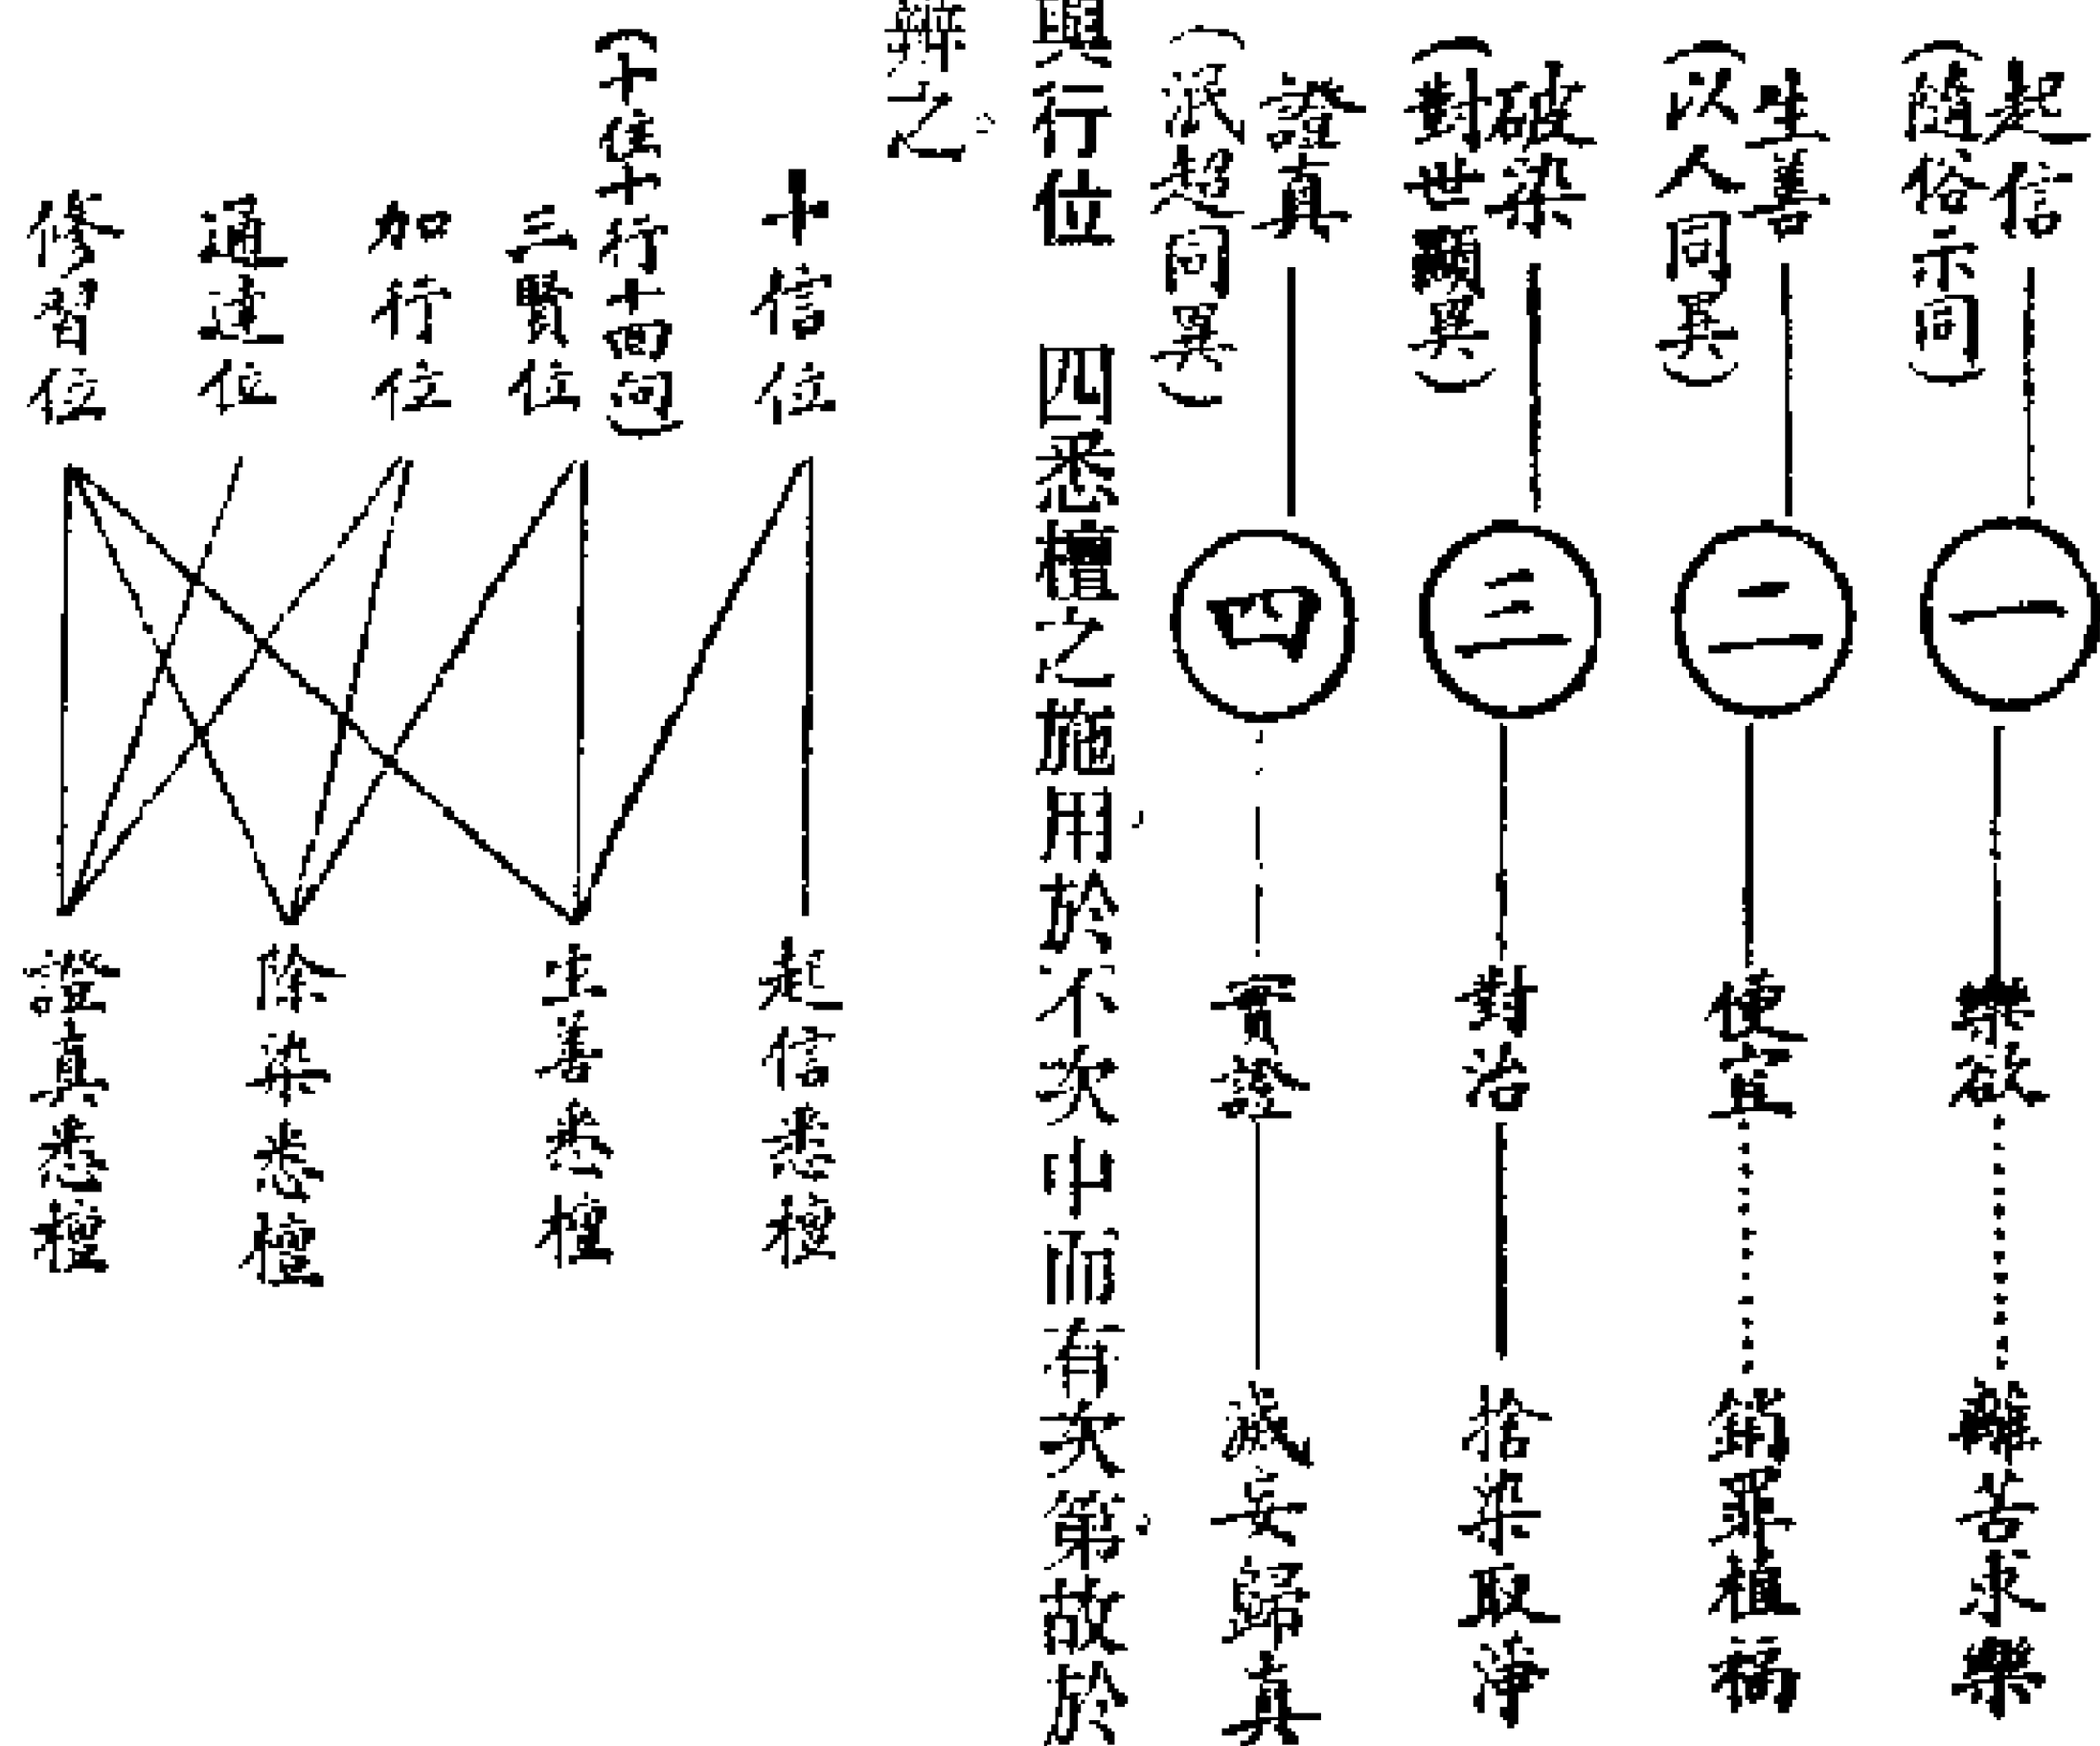 起信
(隨俗示同)
一
樂欲
離苦求樂
生善
(以人同異)
二
便宜
銷罪植福
破染
(對世顯異)
三
對治
捨染取淨
證真
(泯超同異)
四
實證
滅妄歸真
與行位 四悉檀之施用，於不次中而有次第，故於
辨之。
十信位
(十住十行十回向)
三賢位
加行位
通達位
修習位
起信悉檀
生善悉檀
除染悉檀
證真悉檀